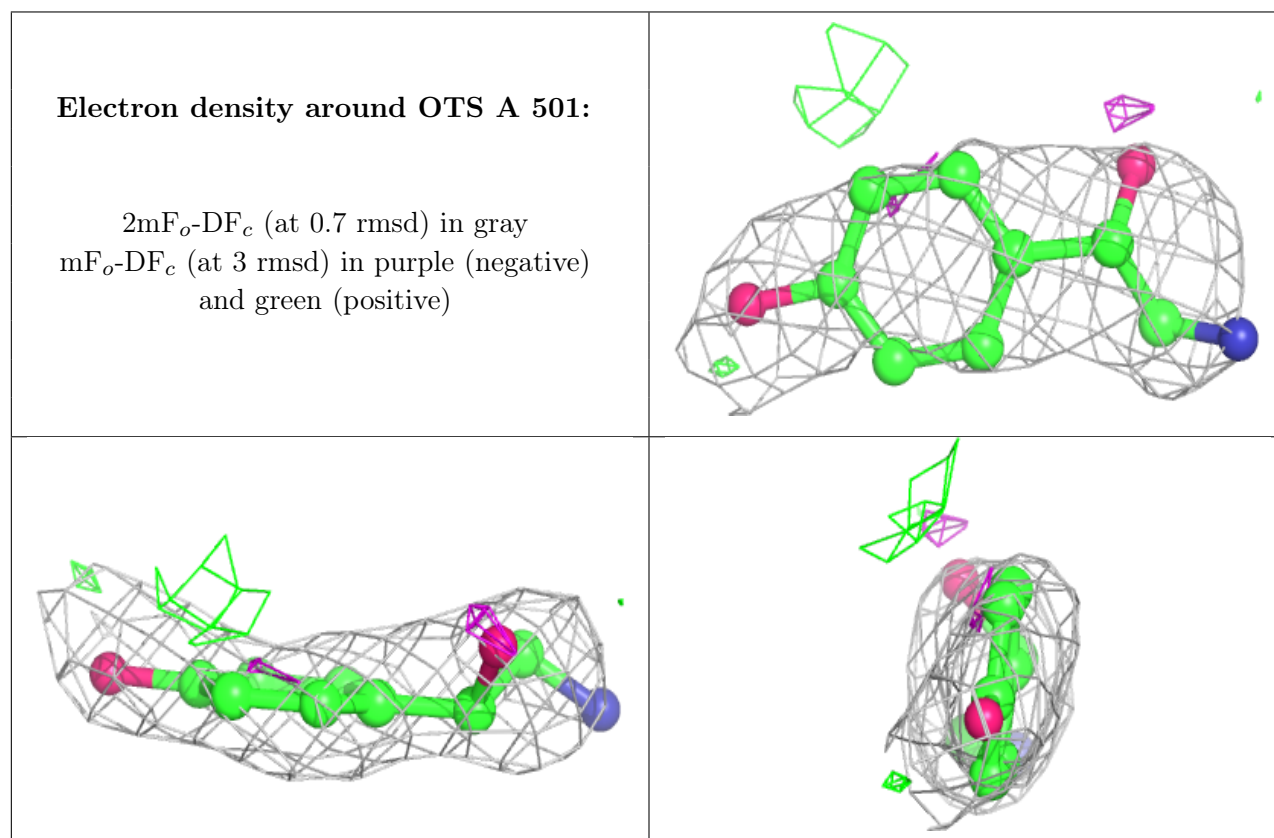 Electron density around OTS A 501:
2mFₒ-DF𝒸 (at 0.7 rmsd) in gray
mFₒ-DF𝒸 (at 3 rmsd) in purple (negative)
and green (positive)